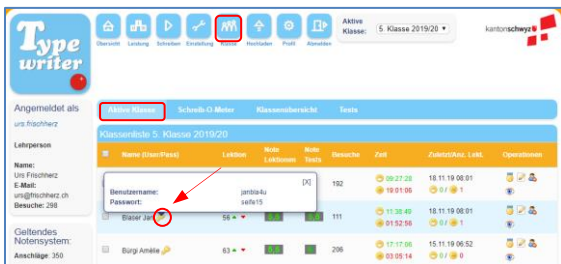 Type
writer
Übersicht Leistung Schreiben Einstellung Klasse Hochladen Profil Abmelden
Aktive
Klasse:
5. Klasse 2019/20
kantonschwyz
Angemeldet als
urs.frischherz
Lehrperson
Name:
Urs Frischherz
E-Mail:
urs@frischherz.ch
Besuche: 298
Geltendes
Notensystem:
Anschläge: 350
Aktive Klasse Schreib-O-Meter Klassenübersicht Tests
Klassenliste 5. Klasse 2019/20
Name (User/Pass) Lektion Note Lektionen Note Tests Besuche Zeit Zuletzt/Anz. Lekt. Operationen
[X]
Benutzername: janbla4u
Passwort: seife15
192 09:27:28 18.11.19 08:01
19:01:06 0 / 1
Blaser Jan 56 111 11:38:49 18.11.19 08:01
01:52:56 0 / 1
Bürgi Amélie 63 206 17:17:06 15.11.19 06:52
03:05:14 0 / 0